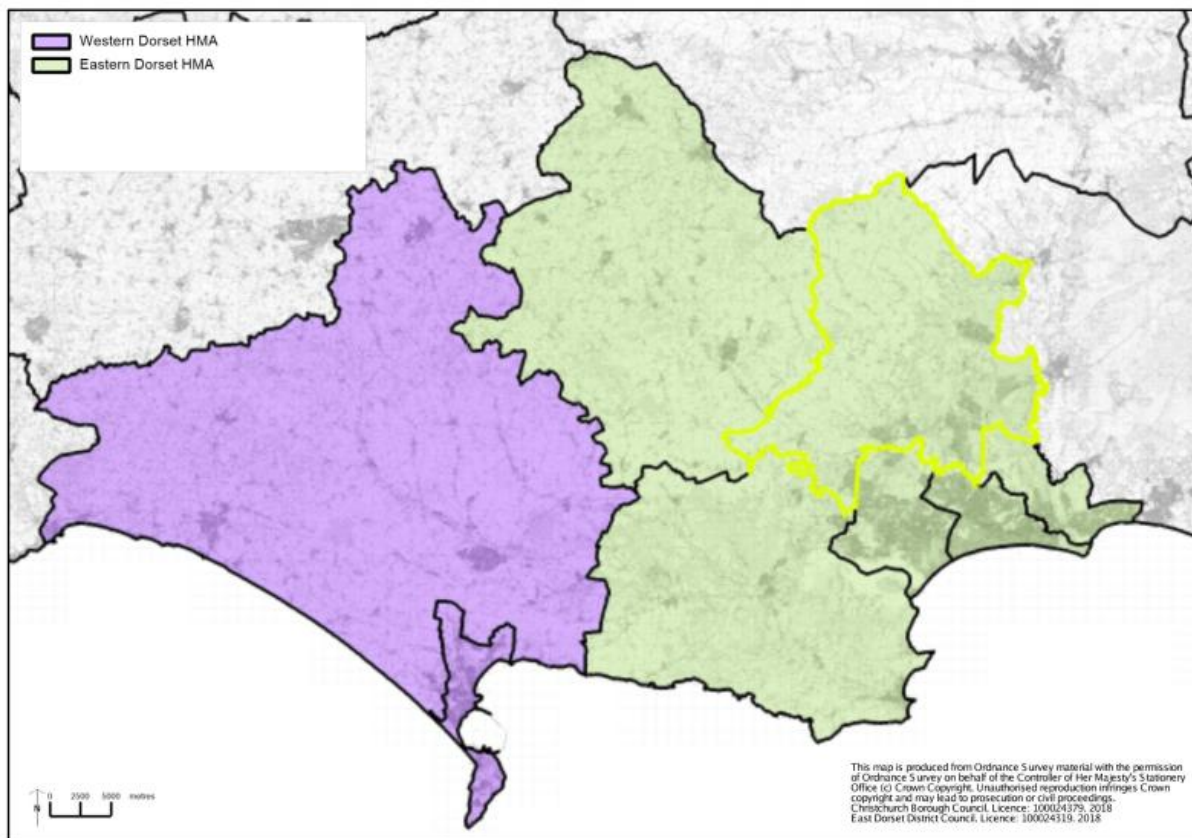 Western Dorset HMA
Eastern Dorset HMA
0 2500 5000 metres
N
This map is produced from Ordnance Survey material with the permission
of Ordnance Survey on behalf of the Controller of Her Majesty's Stationery
Office (c) Crown Copyright. Unauthorised reproduction infringes Crown
copyright and may lead to prosecution or civil proceedings.
Christchurch Borough Council. Licence: 100024379. 2018
East Dorset District Council. Licence: 100024319. 2018